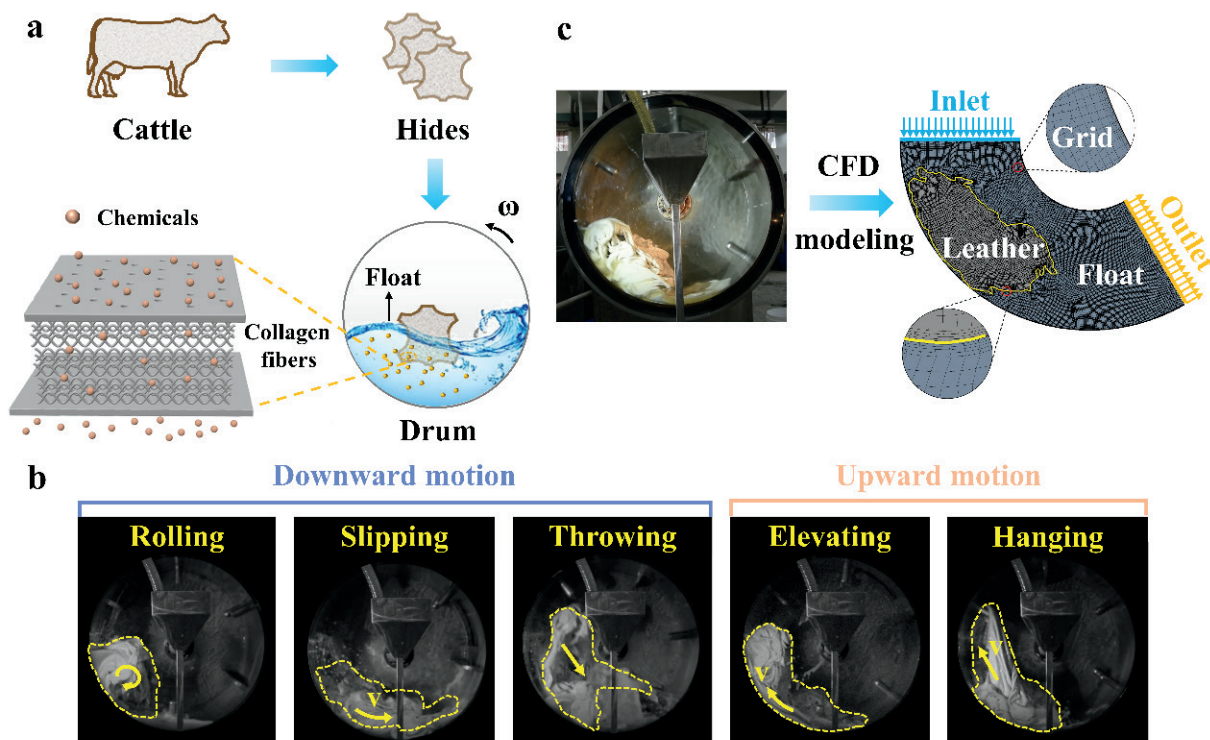 a
Cattle
Hides
Chemicals
Collagen
fibers
ω
Float
Drum
c
CFD
modeling
Inlet
Grid
Leather
Float
Outlet
b
Downward motion
Upward motion
Rolling
Slipping
Throwing
Elevating
Hanging
v
v
v